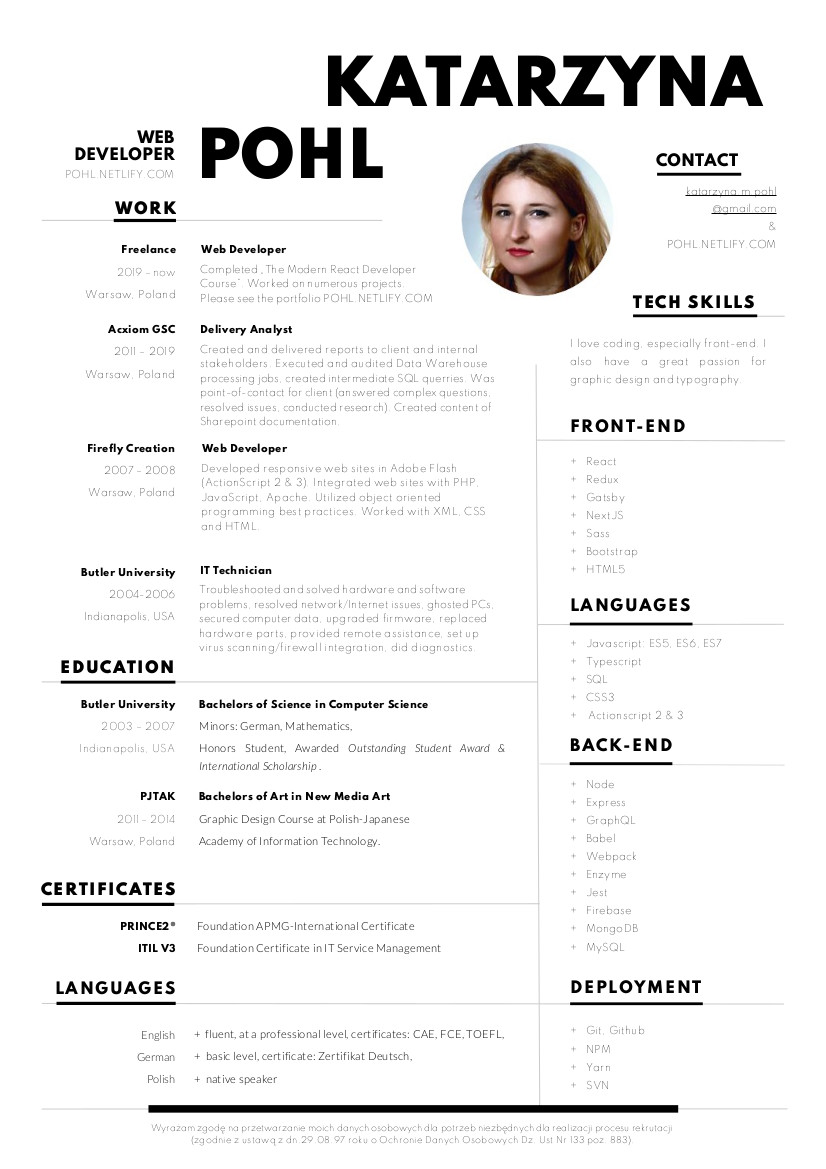 KATARZYNA
POHL
WEB
DEVELOPER
POHL.NETLIFY.COM
CONTACT
katarzyna.m.pohl
@gmail.com
&
POHL.NETLIFY.COM
WORK
Freelance
2019 - now
Warsaw, Poland
Web Developer
Completed „The Modern React Developer
Course”. Worked on numerous projects.
Please see the portfolio POHL.NETLIFY.COM
Acxiom GSC
2011 - 2019
Warsaw, Poland
Delivery Analyst
Created and delivered reports to client and internal
stakeholders. Executed and audited Data Warehouse
processing jobs, created intermediate SQL querries. Was
point-of-contact for client (answered complex questions,
resolved issues, conducted research). Created content of
Sharepoint documentation.
Firefly Creation
2007 - 2008
Warsaw, Poland
Web Developer
Developed responsive web sites in Adobe Flash
(ActionScript 2 & 3). Integrated web sites with PHP,
JavaScript, Apache. Utilized object oriented
programming best practices. Worked with XML, CSS
and HTML.
Butler University
2004-2006
Indianapolis, USA
IT Technician
Troubleshooted and solved hardware and software
problems, resolved network/Internet issues, ghosted PCs,
secured computer data, upgraded firmware, replaced
hardware parts, provided remote assistance, set up
virus scanning/firewall integration, did diagnostics.
EDUCATION
Butler University
2003 - 2007
Indianapolis, USA
Bachelors of Science in Computer Science
Minors: German, Mathematics,
Honors Student, Awarded Outstanding Student Award &
International Scholarship .
PJTAK
2011 - 2014
Warsaw, Poland
Bachelors of Art in New Media Art
Graphic Design Course at Polish-Japanese
Academy of Information Technology.
CERTIFICATES
PRINCE2® Foundation APMG-International Certificate
ITIL V3 Foundation Certificate in IT Service Management
LANGUAGES
English + fluent, at a professional level, certificates: CAE, FCE, TOEFL,
German + basic level, certificate: Zertifikat Deutsch,
Polish + native speaker
TECH SKILLS
I love coding, especially front-end. I
also have a great passion for
graphic design and typography.
FRONT-END
+ React
+ Redux
+ Gatsby
+ NextJS
+ Sass
+ Bootstrap
+ HTML5
LANGUAGES
+ Javascript: ES5, ES6, ES7
+ Typescript
+ SQL
+ CSS3
+ Actionscript 2 & 3
BACK-END
+ Node
+ Express
+ GraphQL
+ Babel
+ Webpack
+ Enzyme
+ Jest
+ Firebase
+ MongoDB
+ MySQL
DEPLOYMENT
+ Git, Github
+ NPM
+ Yarn
+ SVN
Wyrazam zgodę na przetwarzanie moich danych osobowych dla potrzeb niezbędnych dla realizacji procesu rekrutacji
(zgodnie z ustawą z dn. 29.08.97 roku o Ochronie Danych Osobowych Dz. Ust Nr 133 poz. 883).